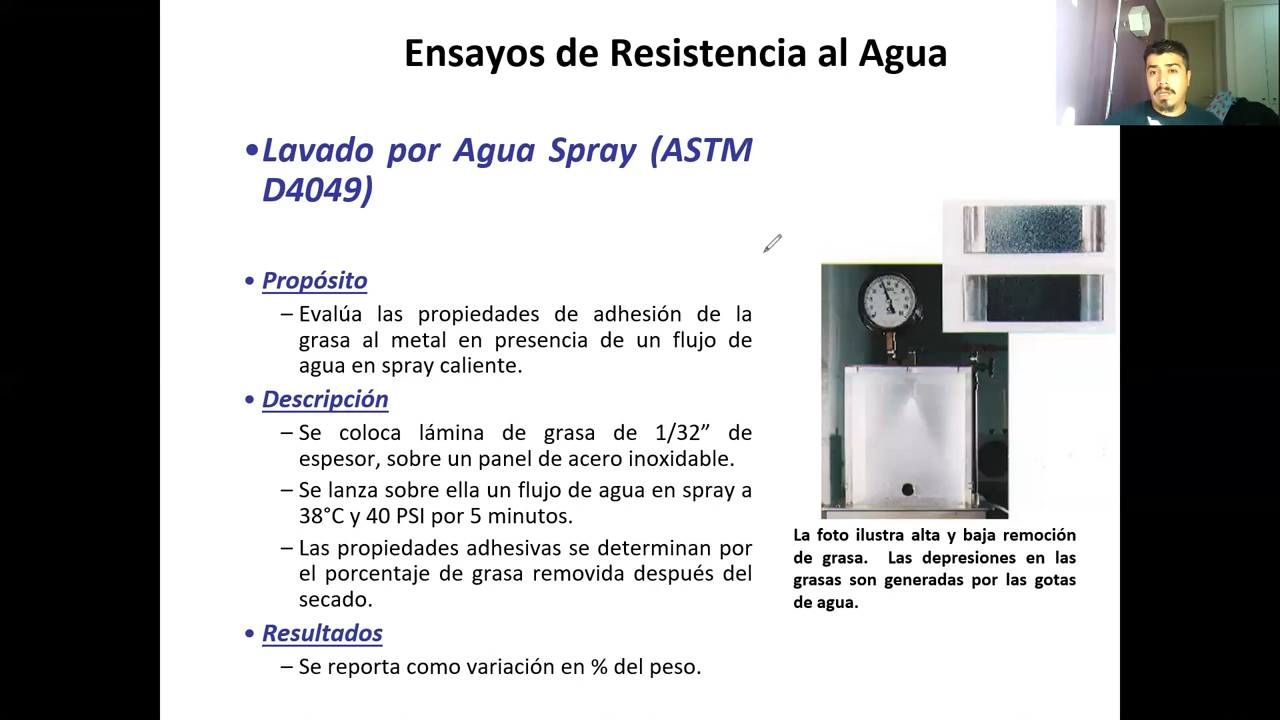 Ensayos de Resistencia al Agua
•Lavado por Agua Spray (ASTM
D4049)
• Propósito
– Evalúa las propiedades de adhesión de la
grasa al metal en presencia de un flujo de
agua en spray caliente.
• Descripción
– Se coloca lámina de grasa de 1/32” de
espesor, sobre un panel de acero inoxidable.
– Se lanza sobre ella un flujo de agua en spray a
38°C y 40 PSI por 5 minutos.
– Las propiedades adhesivas se determinan por
el porcentaje de grasa removida después del
secado.
• Resultados
– Se reporta como variación en % del peso.
La foto ilustra alta y baja remoción
de grasa. Las depresiones en las
grasas son generadas por las gotas
de agua.